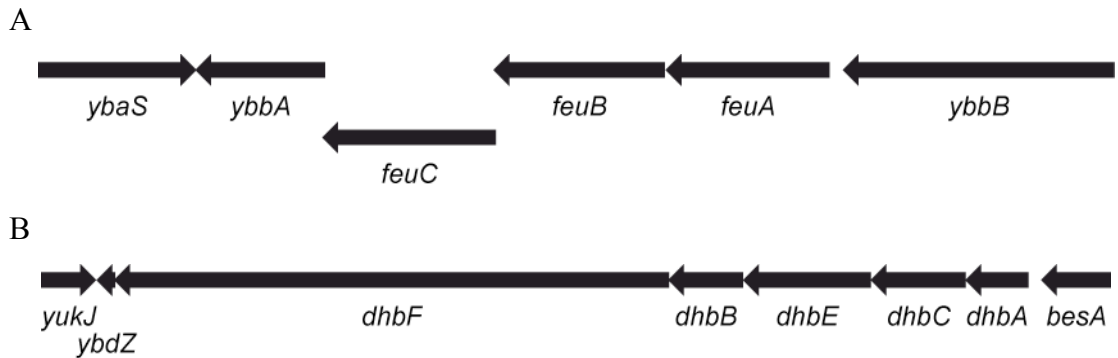 A
ybaS ybbA feuB feuA ybbB
feuC
B
yukJ dhbF dhbB dhbE dhbC dhbA besA
ybdZ